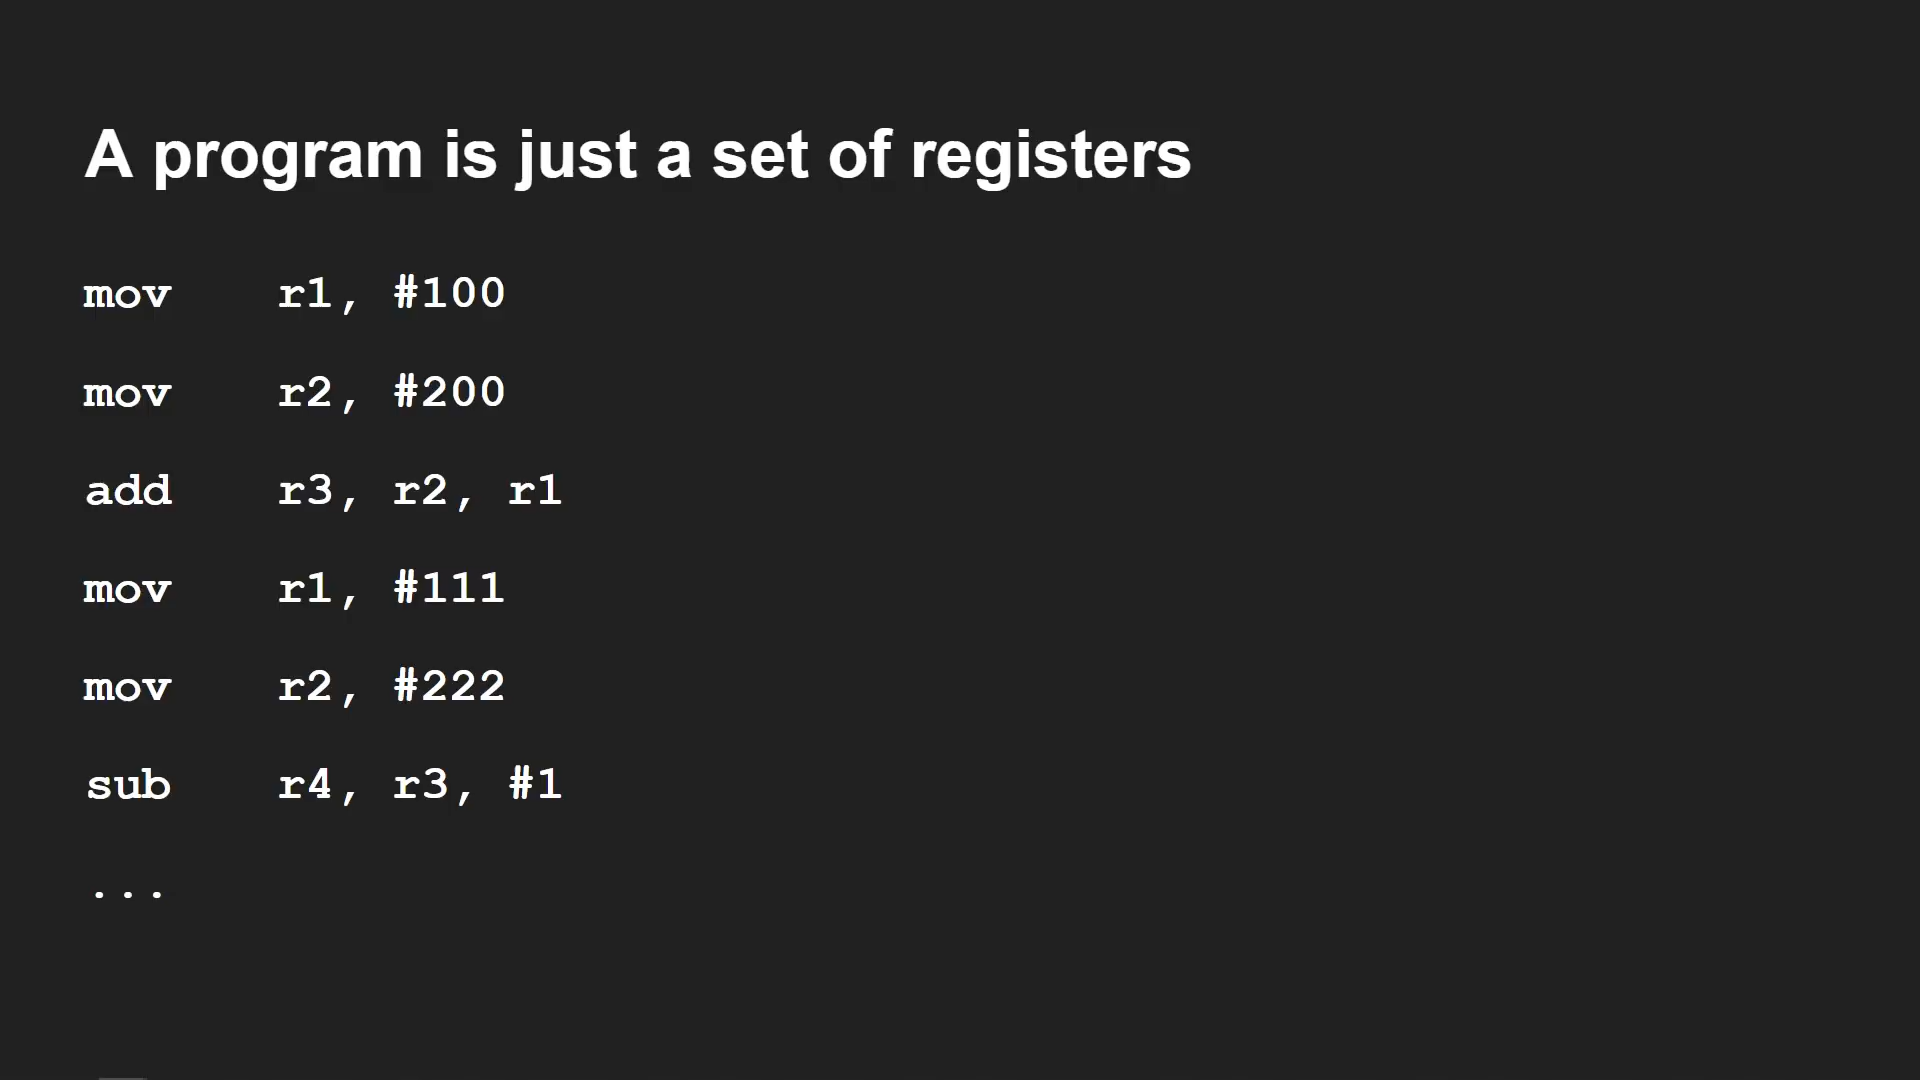 A program is just a set of registers
mov r1, #100
mov r2, #200
add r3, r2, r1
mov r1, #111
mov r2, #222
sub r4, r3, #1
...